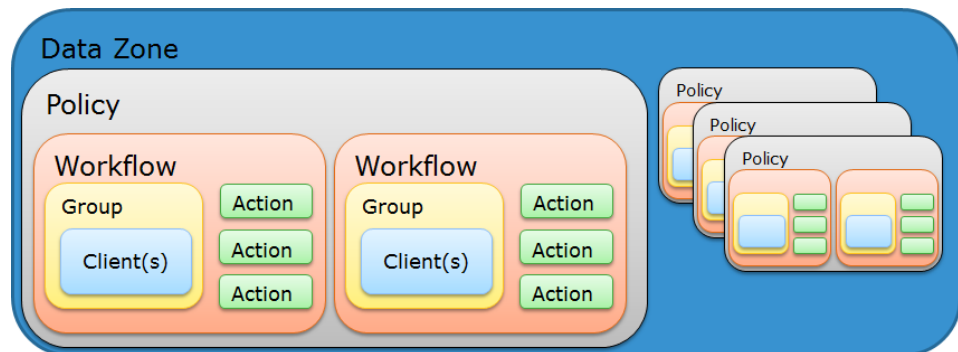 Data Zone
Policy
Workflow
Group
Client(s)
Action
Action
Action
Workflow
Group
Client(s)
Action
Action
Action
Policy
Policy
Policy